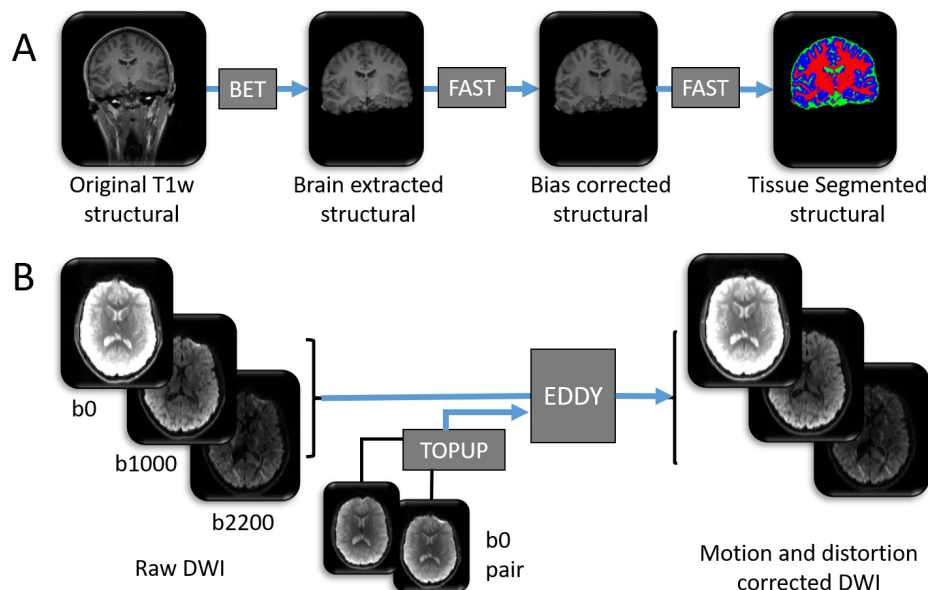 A
BET
FAST
FAST
Original T1w
structural
Brain extracted
structural
Bias corrected
structural
Tissue Segmented
structural
B
b0
b1000
b2200
Raw DWI
TOPUP
b0
pair
EDDY
Motion and distortion
corrected DWI